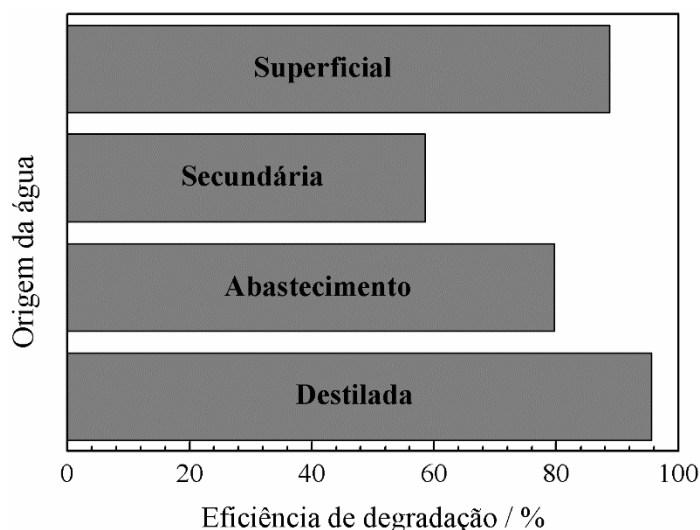 Superficial
Secundária
Abastecimento
Destilada
Origem da água
0 20 40 60 80 100
Eficiência de degradação / %